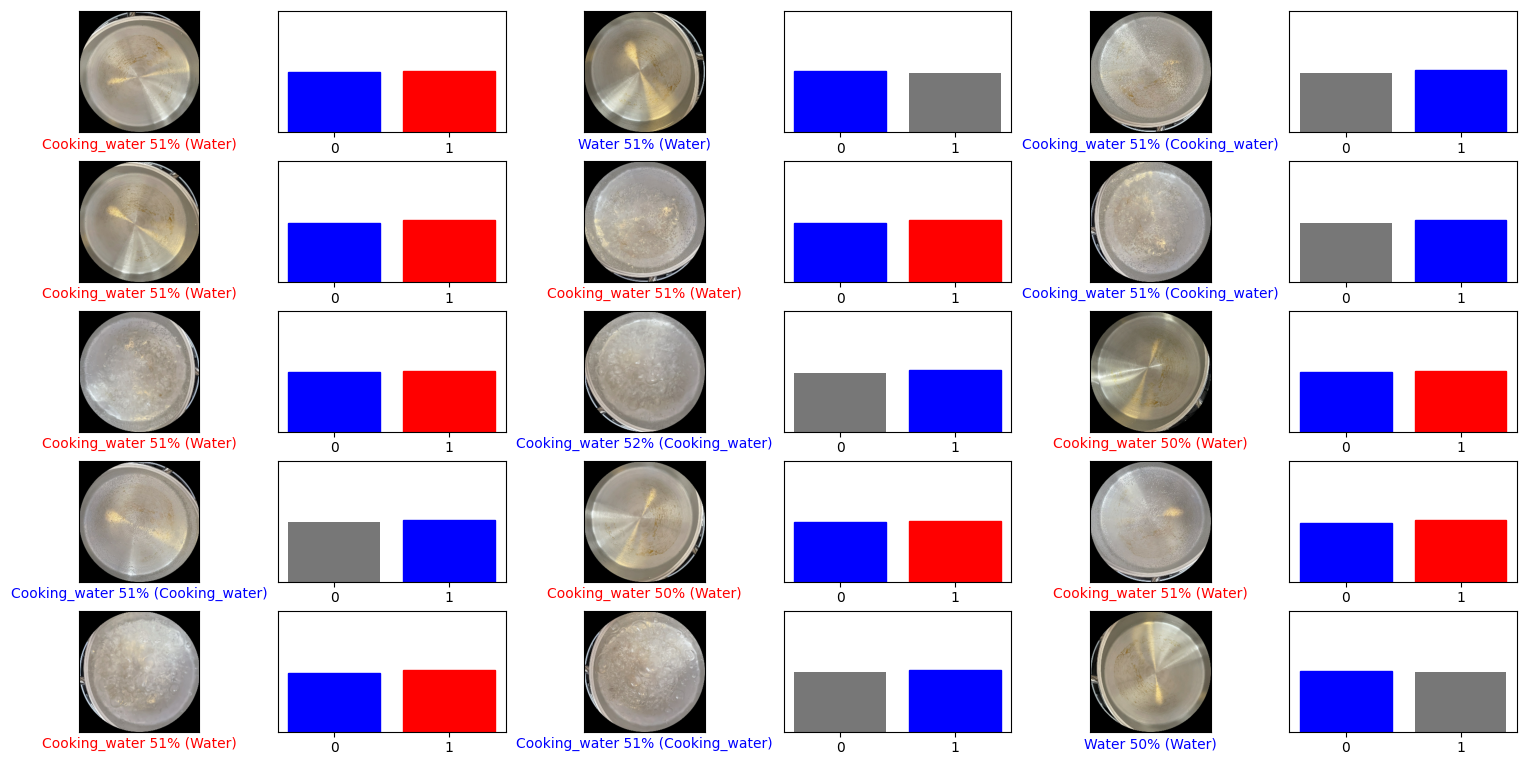 0 1 0 1 0 1
Cooking_water 51% (Water) Water 51% (Water) Cooking_water 51% (Cooking_water)
0 1 0 1 0 1
Cooking_water 51% (Water) Cooking_water 51% (Water) Cooking_water 51% (Cooking_water)
0 1 0 1 0 1
Cooking_water 51% (Water) Cooking_water 52% (Cooking_water) Cooking_water 50% (Water)
0 1 0 1 0 1
Cooking_water 51% (Cooking_water) Cooking_water 50% (Water) Cooking_water 51% (Water)
0 1 0 1 0 1
Cooking_water 51% (Water) Cooking_water 51% (Cooking_water) Water 50% (Water)